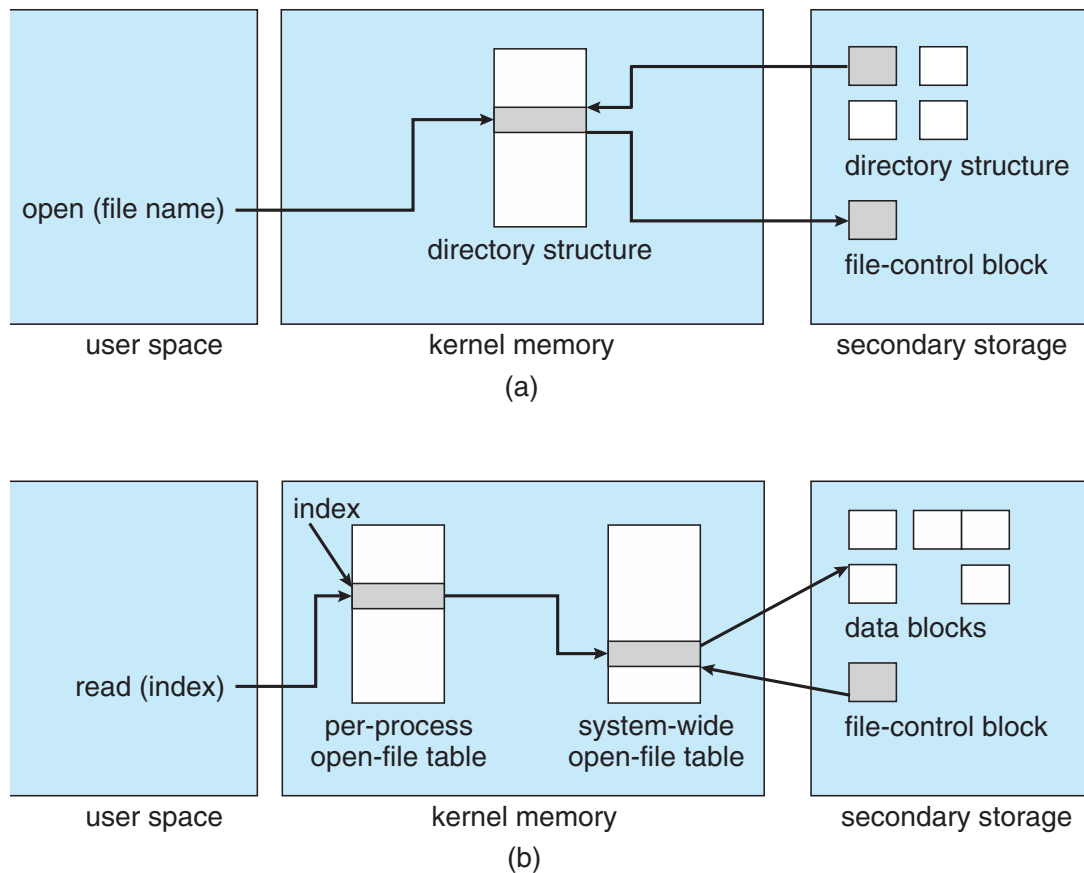 open (file name)
directory structure
directory structure
file-control block
user space
kernel memory
secondary storage
(a)
index
read (index)
per-process
open-file table
system-wide
open-file table
data blocks
file-control block
user space
kernel memory
secondary storage
(b)